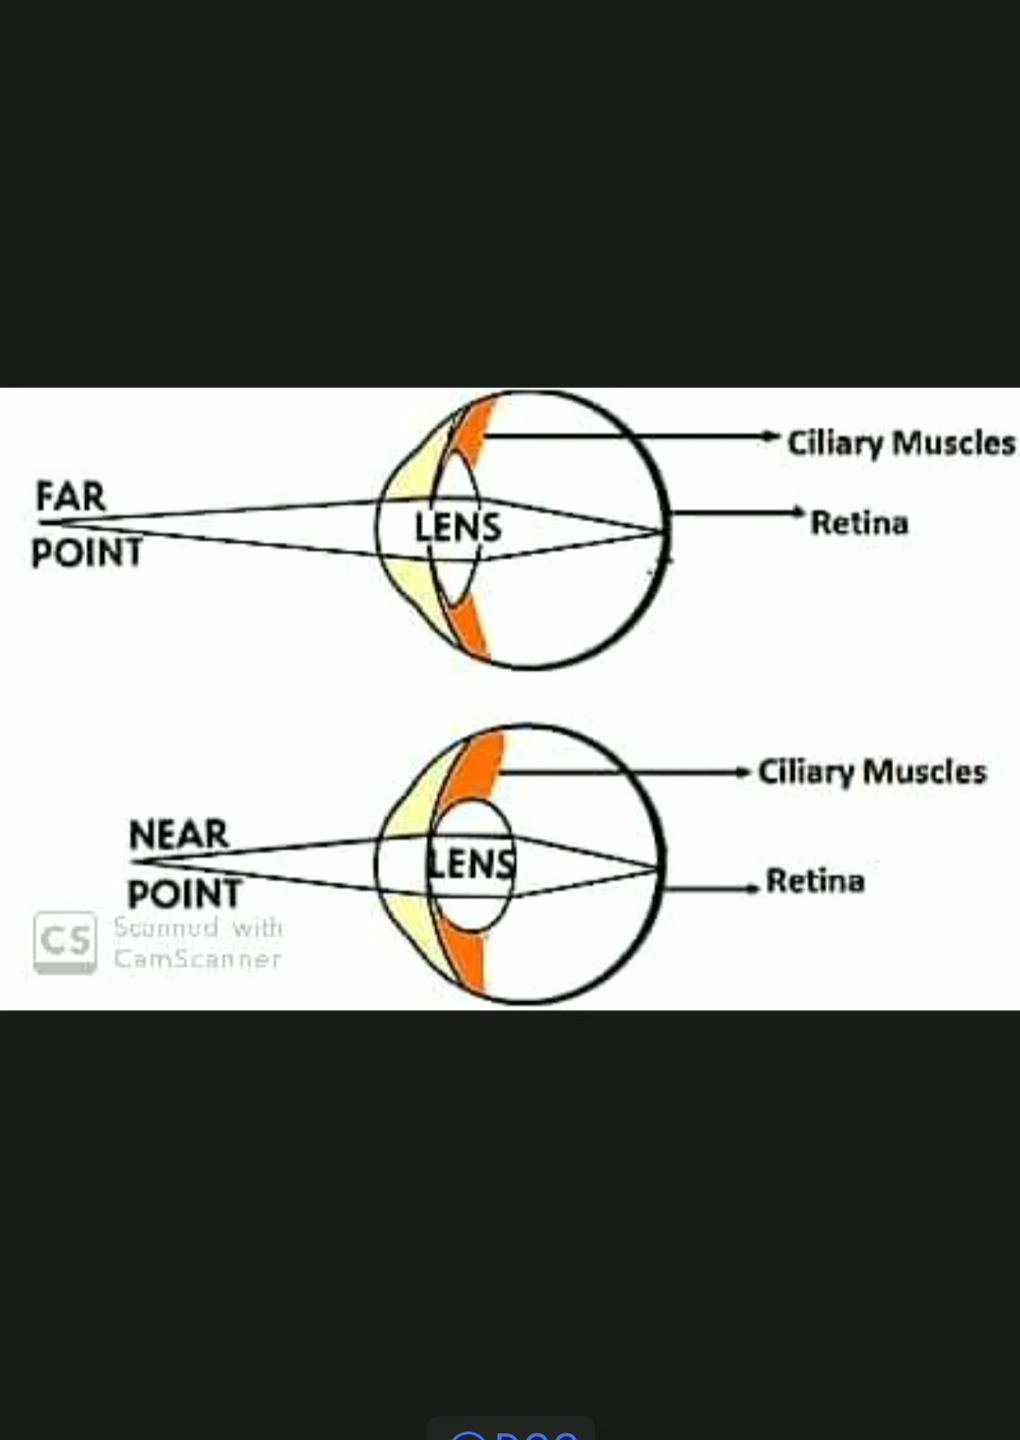 Ciliary Muscles
FAR
POINT
LENS
Retina
Ciliary Muscles
NEAR
POINT
LENS
Retina
CS
Scanned with
CamScanner